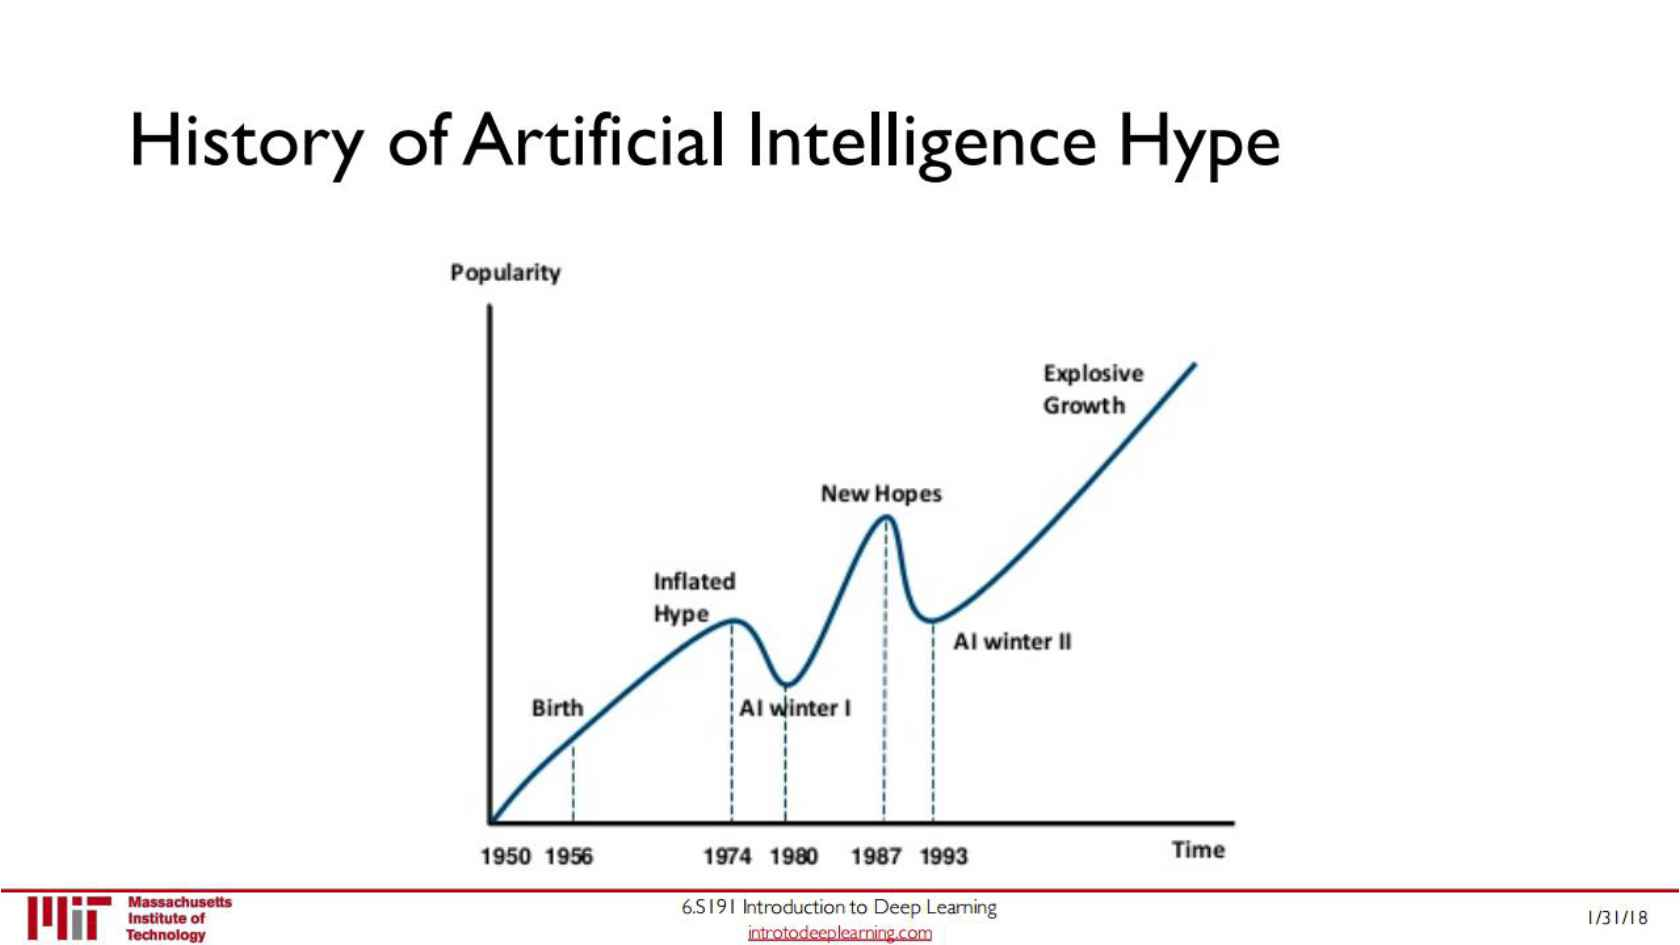 History of Artificial Intelligence Hype
Popularity
Explosive
Growth
New Hopes
Inflated
Hype
AI winter II
Birth
AI winter I
1950 1956 1974 1980 1987 1993
Time
Massachusetts
Institute of
Technology
6.S191 Introduction to Deep Learning
introtodeeplearning.com
1/31/18